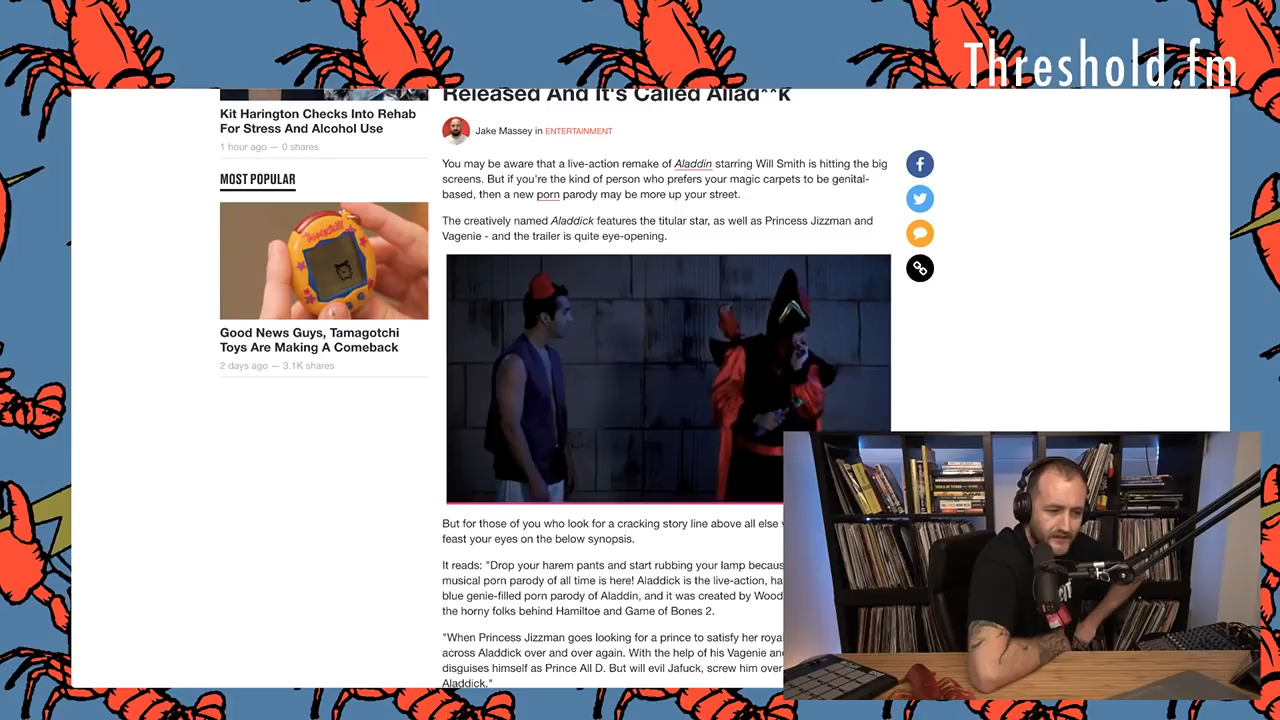 Threshold.fm
Released And It's Called Allad**k
Kit Harington Checks Into Rehab
For Stress And Alcohol Use
1 hour ago — 0 shares
MOST POPULAR
Good News Guys, Tamagotchi
Toys Are Making A Comeback
2 days ago — 3.1K shares
Jake Massey in ENTERTAINMENT
You may be aware that a live-action remake of Aladdin starring Will Smith is hitting the big
screens. But if you're the kind of person who prefers your magic carpets to be genital-
based, then a new porn parody may be more up your street.
The creatively named Aladdick features the titular star, as well as Princess Jizzman and
Vagenie - and the trailer is quite eye-opening.
But for those of you who look for a cracking story line above all else
feast your eyes on the below synopsis.
It reads: "Drop your harem pants and start rubbing your lamp becaus
musical porn parody of all time is here! Aladdick is the live-action, ha
blue genie-filled porn parody of Aladdin, and it was created by Wood
the horny folks behind Hamiltoe and Game of Bones 2.
"When Princess Jizzman goes looking for a prince to satisfy her roya
across Aladdick over and over again. With the help of his Vagenie an
disguises himself as Prince All D. But will evil Jafuck, screw him over
Aladdick."